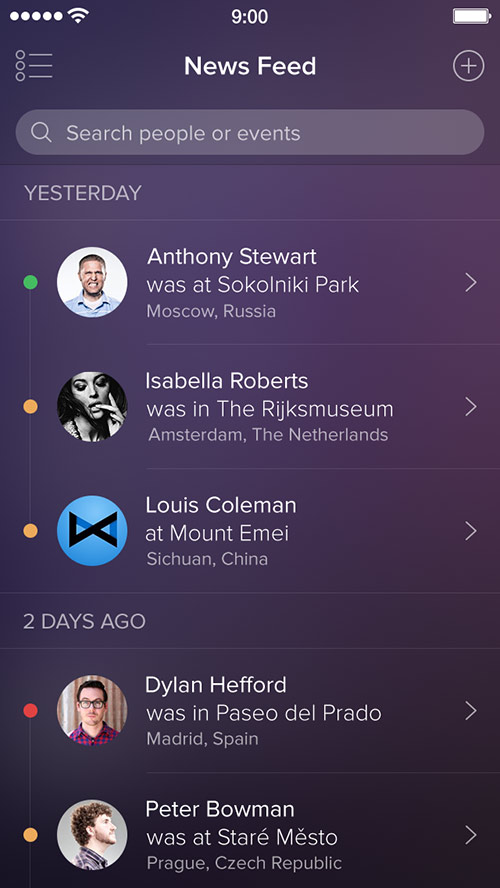 9:00
News Feed
Search people or events
YESTERDAY
Anthony Stewart
was at Sokolniki Park
Moscow, Russia
Isabella Roberts
was in The Rijksmuseum
Amsterdam, The Netherlands
Louis Coleman
at Mount Emei
Sichuan, China
2 DAYS AGO
Dylan Hefford
was in Paseo del Prado
Madrid, Spain
Peter Bowman
was at Staré Město
Prague, Czech Republic